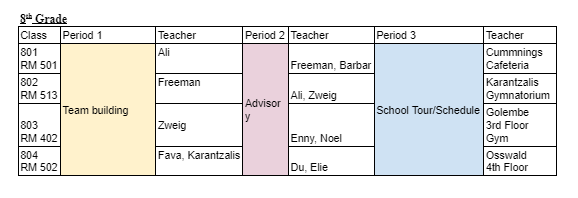 8th Grade
Class Period 1 Teacher Period 2 Teacher Period 3 Teacher
801
RM 501
Team building
Ali
Advisor
y
Freeman, Barbar
School Tour/Schedule
Cummnings
Cafeteria
802
RM 513
Freeman
Ali, Zweig
Karantzalis
Gymnatorium
803
RM 402
Zweig
Enny, Noel
Golembe
3rd Floor
Gym
804
RM 502
Fava, Karantzalis
Du, Elie
Osswald
4th Floor